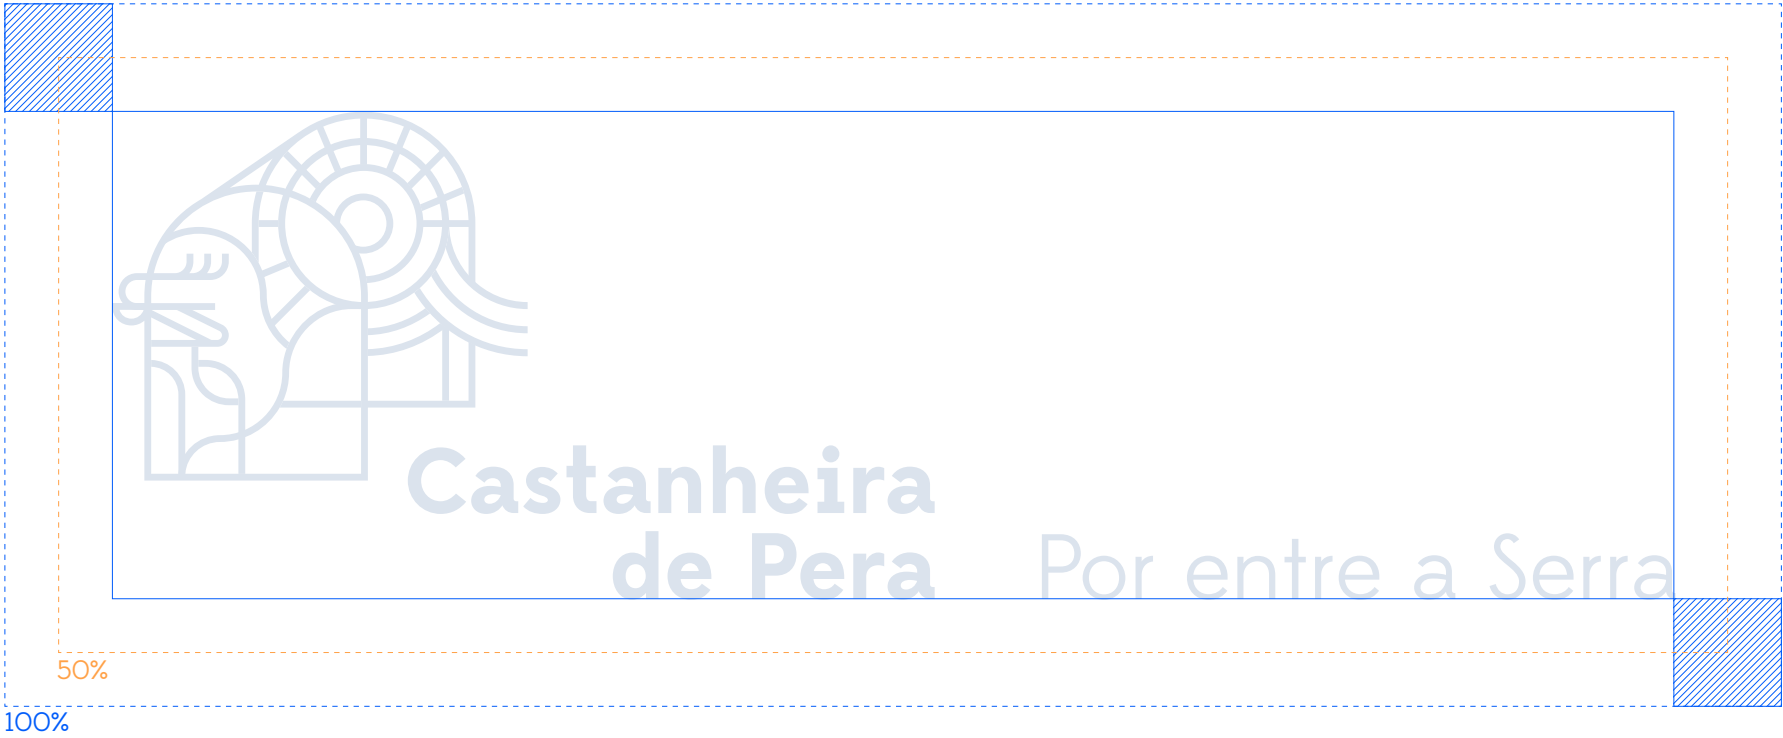 Castanheira
de Pera
Por entre a Serra
50%
100%